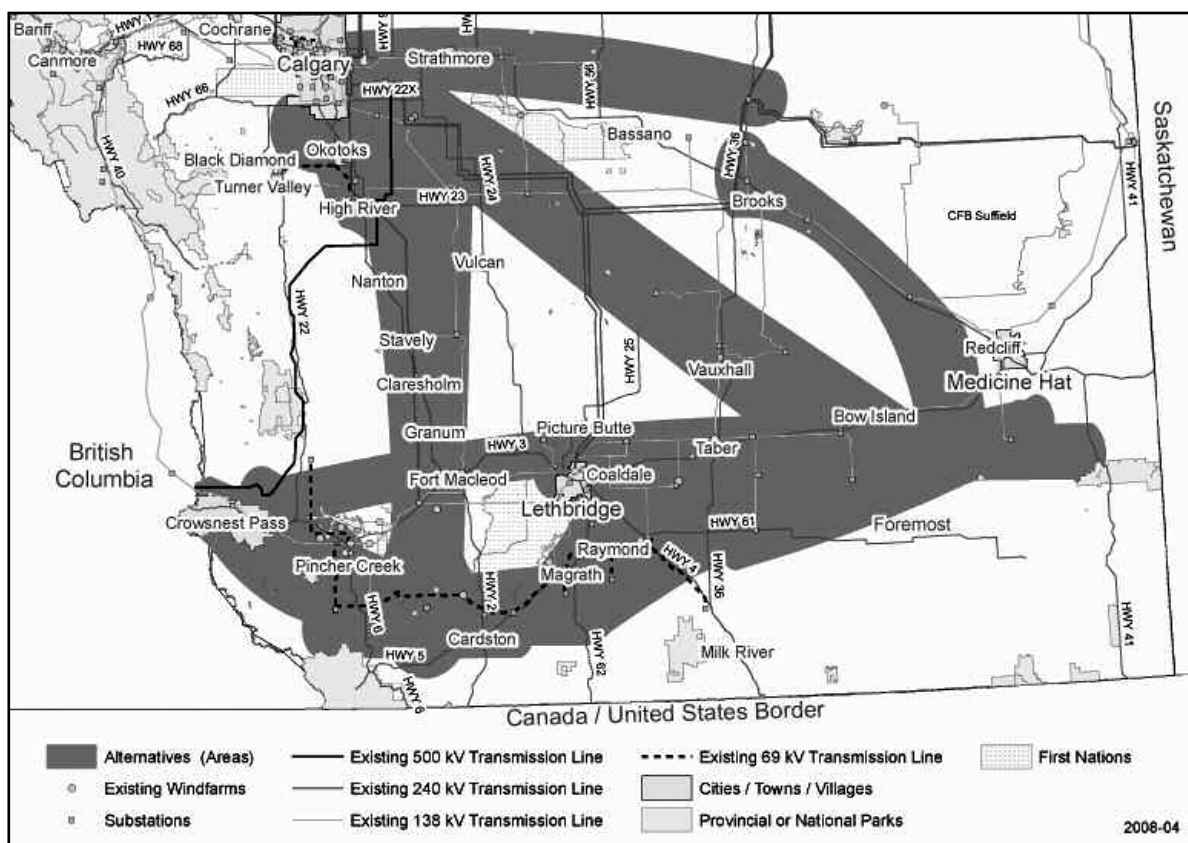 Banff
Cochrane
HWY 1
HWY 68
Canmore
Calgary
Strathmore
HWY 66
HWY 22X
HWY 56
Bassano
HWY 36
Saskatchewan
HWY 40
Okotoks
Black Diamond
Turner Valley
HWY 24
HWY 23
High River
Brooks
CFB Suffield
HWY 41
Vulcan
Nanton
HWY 22
Stavely
HWY 25
Vauxhall
Redcliff
Claresholm
Medicine Hat
Bow Island
Granum
Picture Butte
HWY 3
Taber
British
Columbia
Coaldale
Fort Macleod
Lethbridge
Crowsnest Pass
HWY 61
Foremost
Raymond
Pincher Creek
Magrath
HWY 4
HWY 36
HWY 6
HWY 2
Cardston
HWY 5
HWY 62
Milk River
HWY 41
HWY 6
Canada / United States Border
Alternatives (Areas)
Existing 500 kV Transmission Line
Existing 69 kV Transmission Line
First Nations
Existing Windfarms
Existing 240 kV Transmission Line
Cities / Towns / Villages
Substations
Existing 138 kV Transmission Line
Provincial or National Parks
2008-04